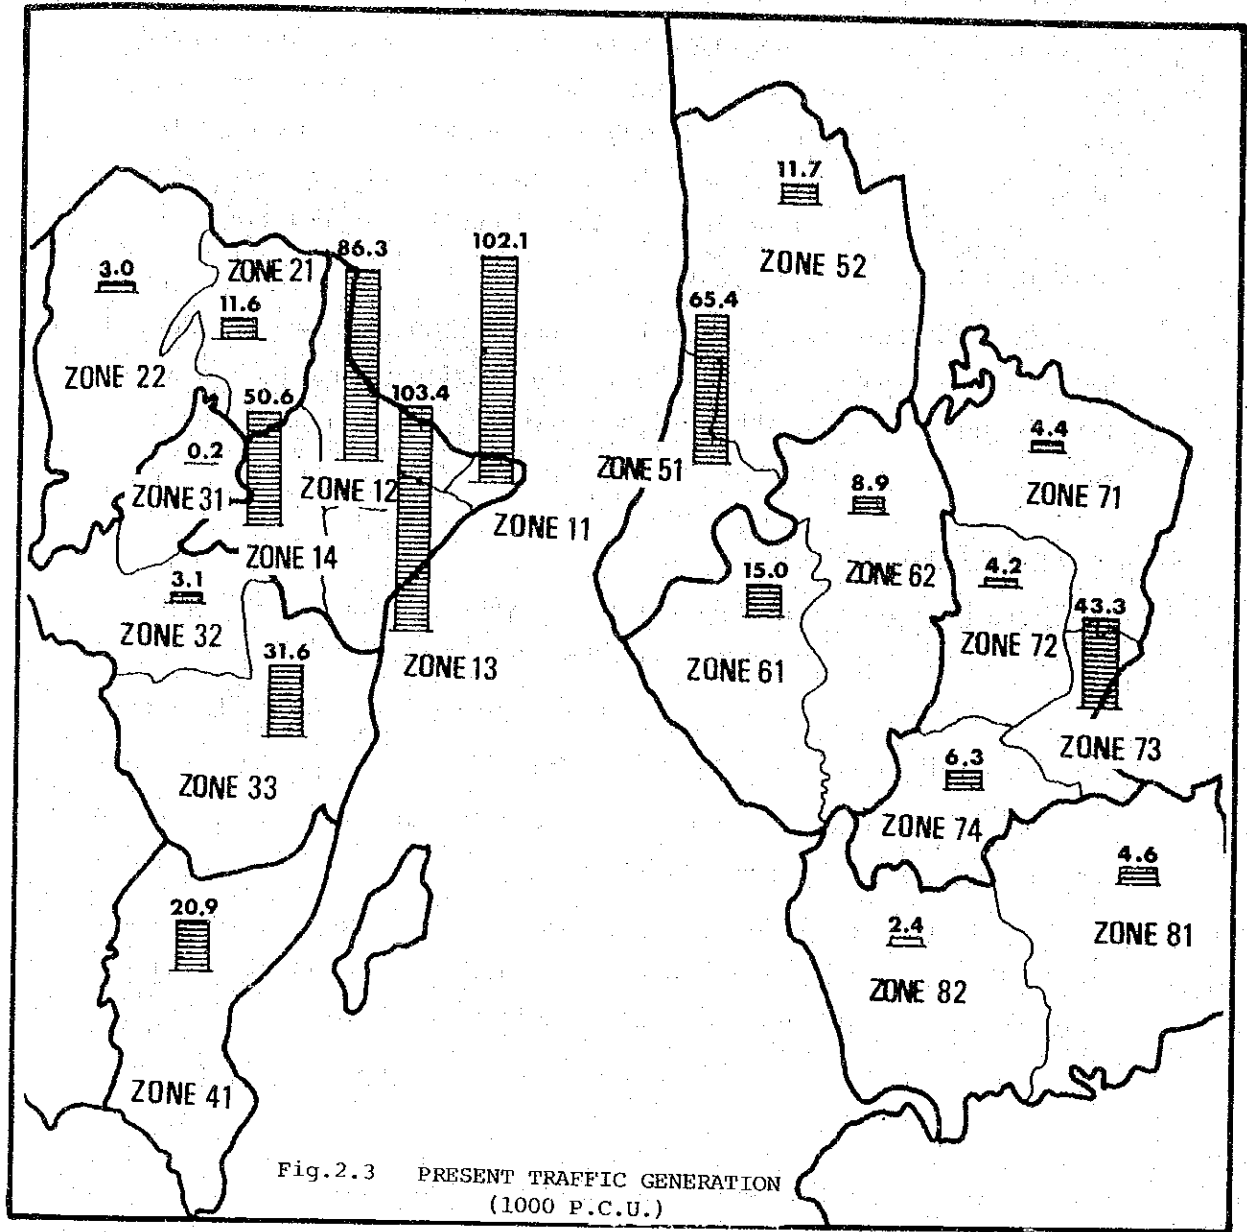 11.7
ZONE 52
86.3
102.1
ZONE 21
3.0
11.6
65.4
ZONE 22
50.6
103.4
4.4
0.2
ZONE 51
8.9
ZONE 71
ZONE 31
ZONE 12
ZONE 11
ZONE 14
3.1
15.0
ZONE 62
4.2
43.3
ZONE 32
31.6
ZONE 13
ZONE 61
ZONE 72
ZONE 73
6.3
ZONE 33
ZONE 74
4.6
20.9
2.4
ZONE 81
ZONE 82
ZONE 41
Fig.2.3 PRESENT TRAFFIC GENERATION
(1000 P.C.U.)